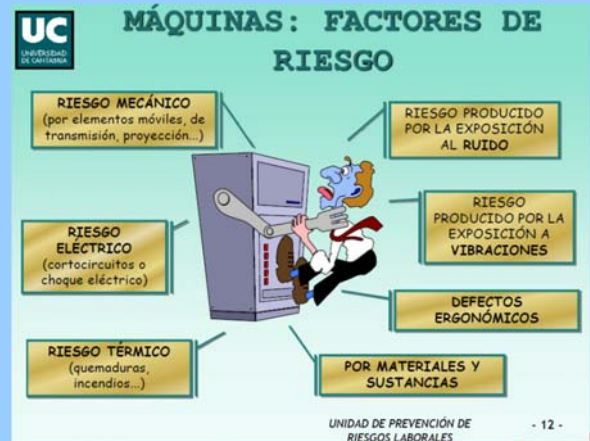 UC
UNIVERSIDAD
DE CANTABRIA
MÁQUINAS: FACTORES DE
RIESGO
RIESGO MECÁNICO
(por elementos móviles, de
transmisión, proyección...)
RIESGO PRODUCIDO
POR LA EXPOSICIÓN
AL RUIDO
RIESGO
ELÉCTRICO
(cortocircuitos o
choque eléctrico)
RIESGO
PRODUCIDO POR LA
EXPOSICIÓN A
VIBRACIONES
DEFECTOS
ERGONÓMICOS
RIESGO TÉRMICO
(quemaduras,
incendios...)
POR MATERIALES Y
SUSTANCIAS
UNIDAD DE PREVENCIÓN DE
RIESGOS LABORALES
- 12 -